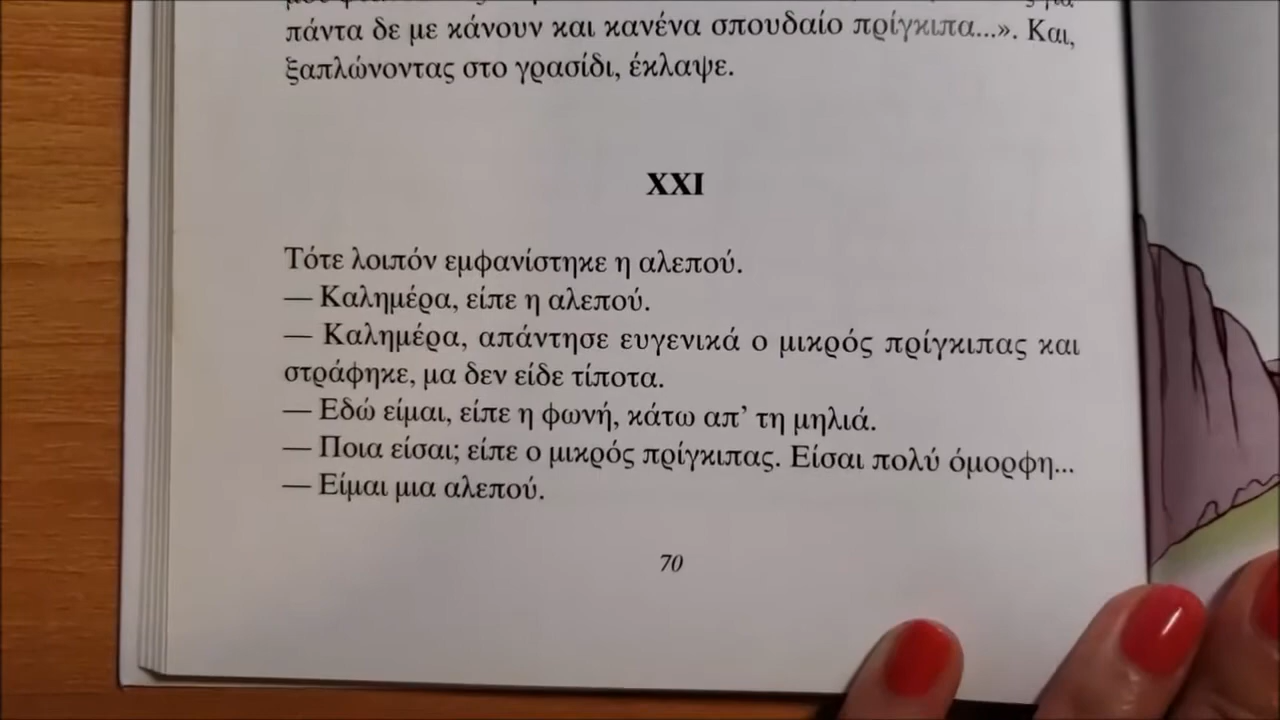 πάντα δε με κάνουν και κανένα σπουδαίο πρίγκιπα...». Και,
ξαπλώνοντας στο γρασίδι, έκλαψε.
XXI
Τότε λοιπόν εμφανίστηκε η αλεπού.
— Καλημέρα, είπε η αλεπού.
— Καλημέρα, απάντησε ευγενικά ο μικρός πρίγκιπας και
στράφηκε, μα δεν είδε τίποτα.
— Εδώ είμαι, είπε η φωνή, κάτω απ’ τη μηλιά.
— Ποια είσαι; είπε ο μικρός πρίγκιπας. Είσαι πολύ όμορφη...
— Είμαι μια αλεπού.
70